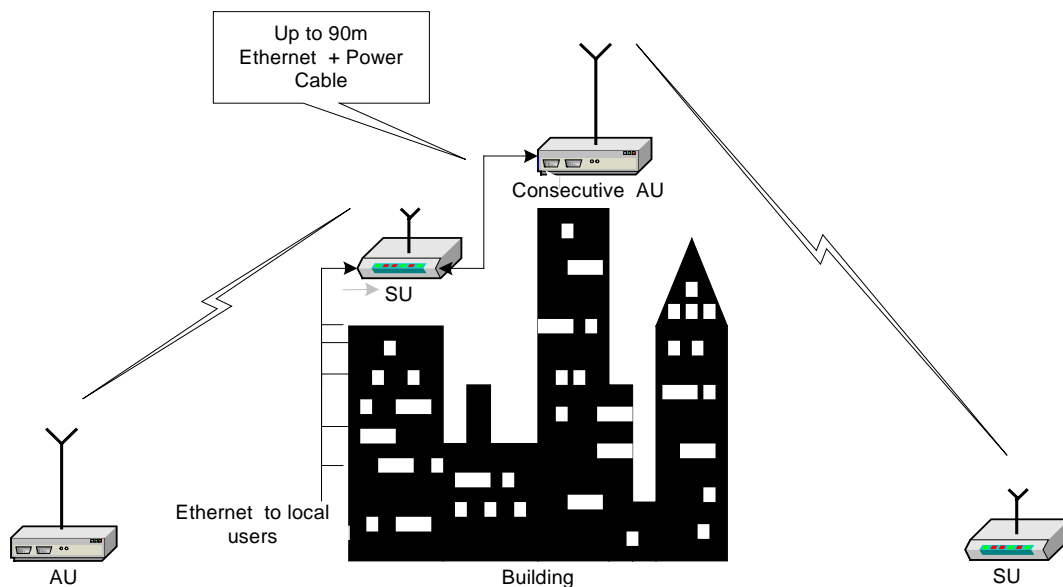 Up to 90m
Ethernet + Power
Cable
Consecutive AU
SU
Ethernet to local
users
AU
Building
SU